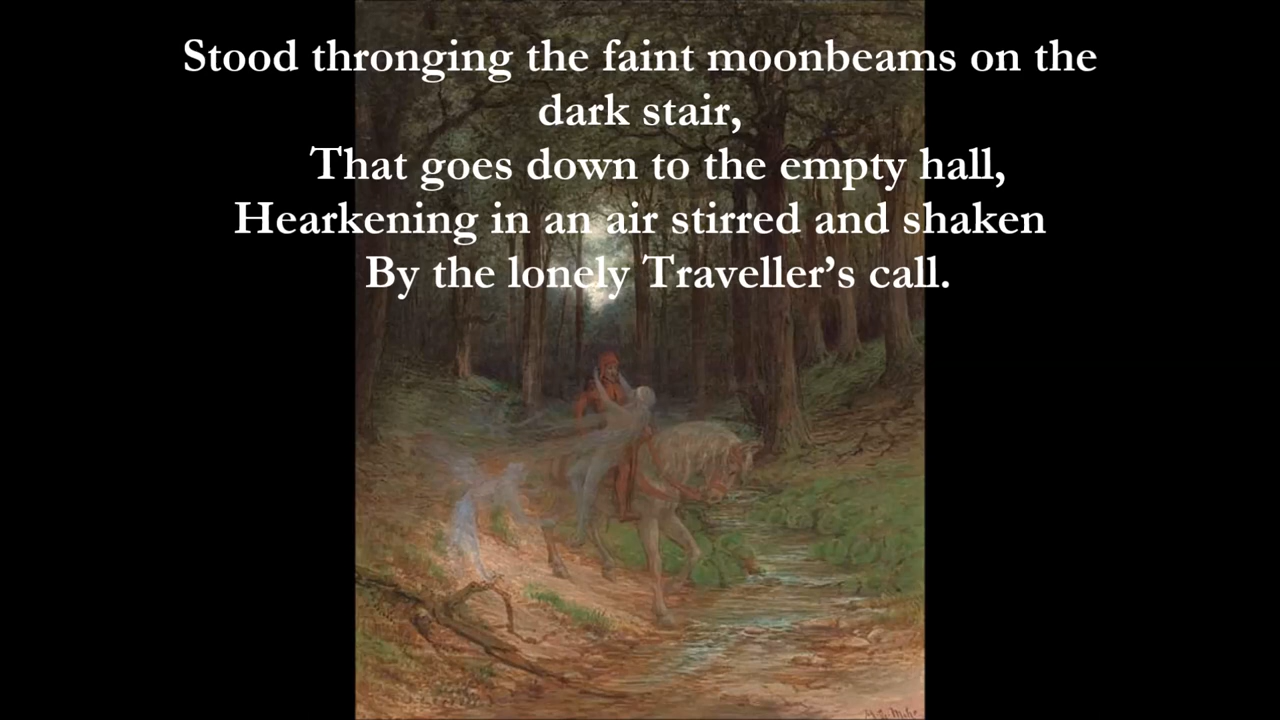 Stood thronging the faint moonbeams on the
dark stair,
That goes down to the empty hall,
Hearkening in an air stirred and shaken
By the lonely Traveller’s call.